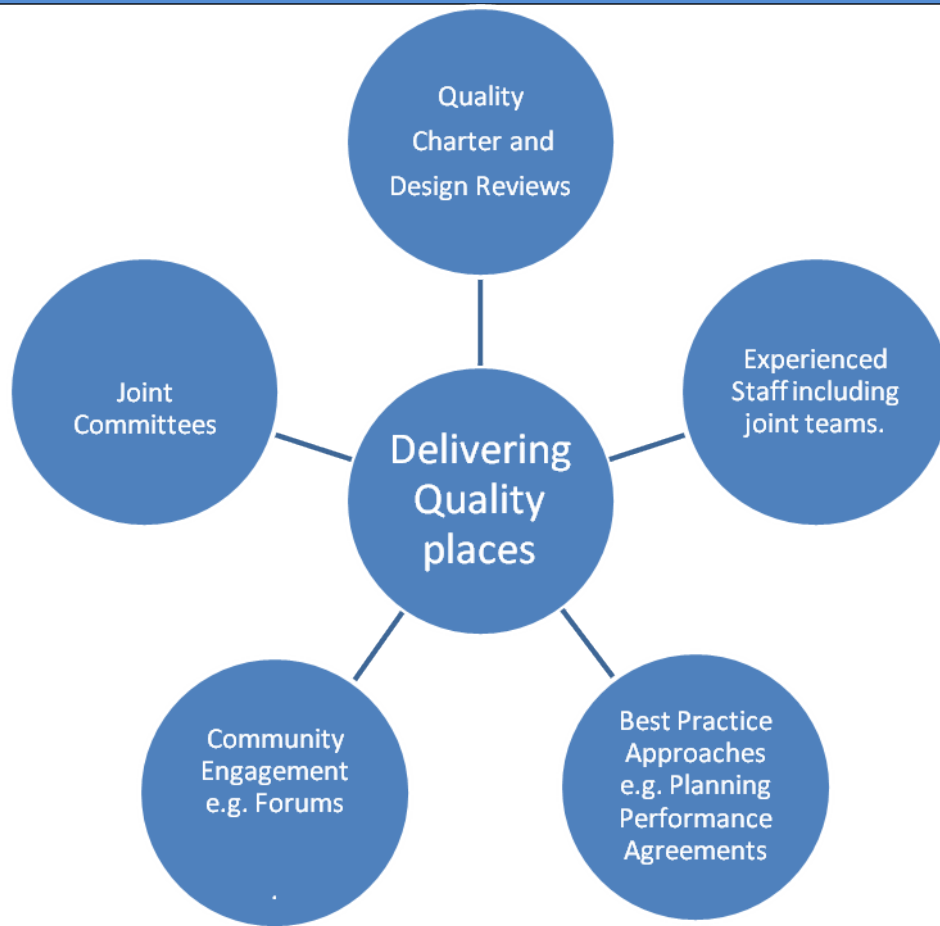 Quality
Charter and
Design Reviews
Experienced
Staff including
joint teams.
Joint
Committees
Delivering
Quality
places
Community
Engagement
e.g. Forums
.
Best Practice
Approaches
e.g. Planning
Performance
Agreements